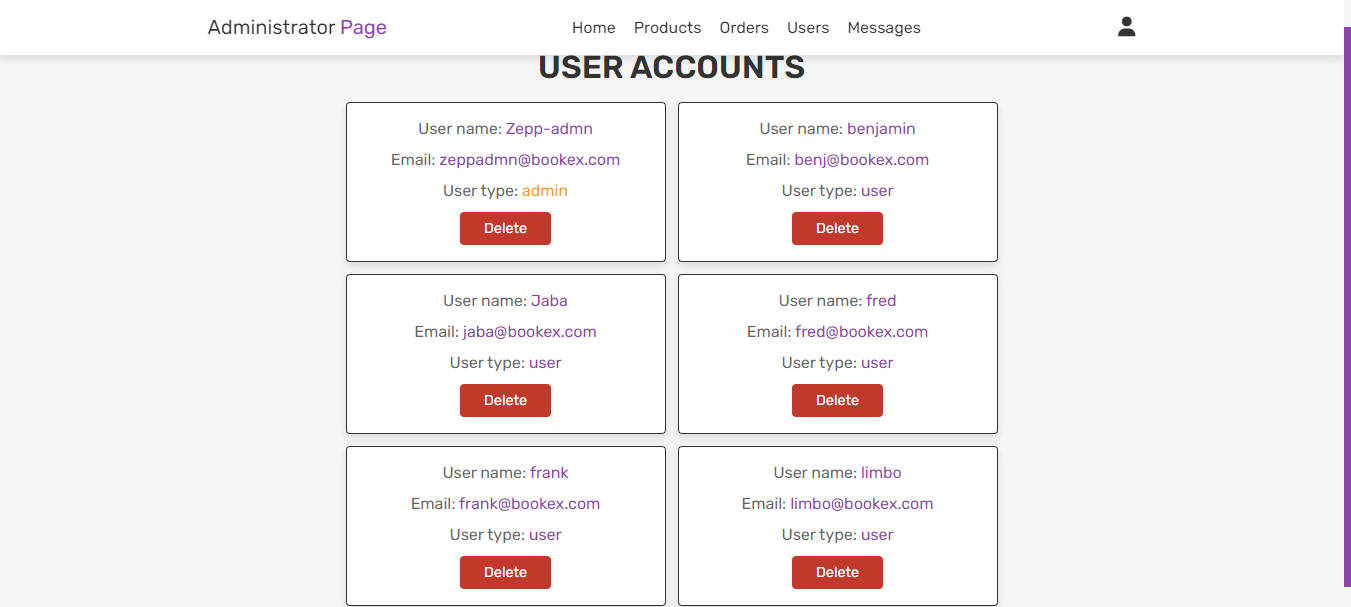 Administrator Page
Home Products Orders Users Messages
USER ACCOUNTS
User name: Zepp-admn
Email: zeppadmn@bookex.com
User type: admin
Delete
User name: benjamin
Email: benj@bookex.com
User type: user
Delete
User name: Jaba
Email: jaba@bookex.com
User type: user
Delete
User name: fred
Email: fred@bookex.com
User type: user
Delete
User name: frank
Email: frank@bookex.com
User type: user
Delete
User name: limbo
Email: limbo@bookex.com
User type: user
Delete